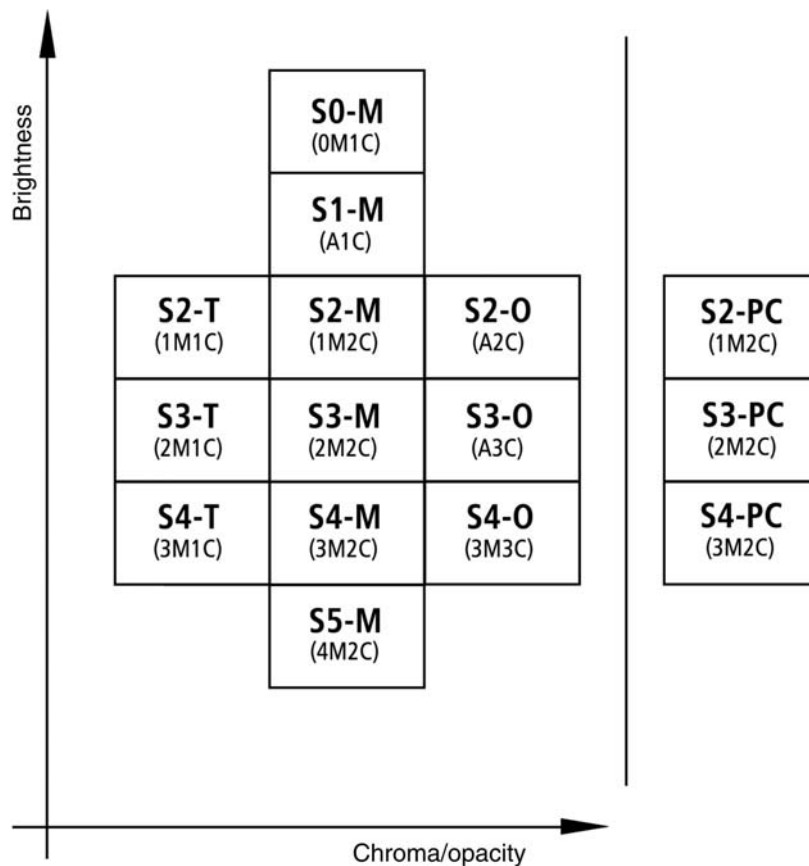 Brightness
S0-M
(0M1C)
S1-M
(A1C)
S2-T
(1M1C)
S2-M
(1M2C)
S2-O
(A2C)
S2-PC
(1M2C)
S3-T
(2M1C)
S3-M
(2M2C)
S3-O
(A3C)
S3-PC
(2M2C)
S4-T
(3M1C)
S4-M
(3M2C)
S4-O
(3M3C)
S4-PC
(3M2C)
S5-M
(4M2C)
Chroma/opacity